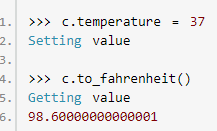 1. >>> c.temperature = 37
2. Setting value
3.
4. >>> c.to_fahrenheit()
5. Getting value
6. 98.60000000000001